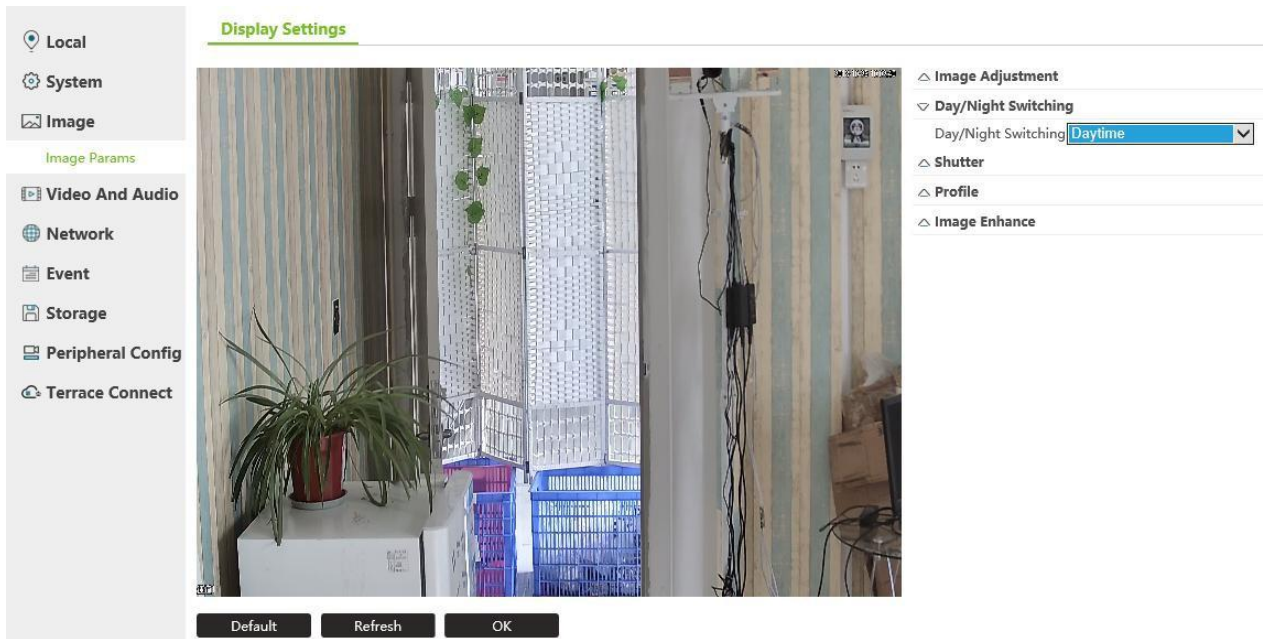 Display Settings
Local
System
Image
Image Params
Video And Audio
Network
Event
Storage
Peripheral Config
Terrace Connect
Image Adjustment
Day/Night Switching
Day/Night Switching Daytime
Shutter
Profile
Image Enhance
Default Refresh OK